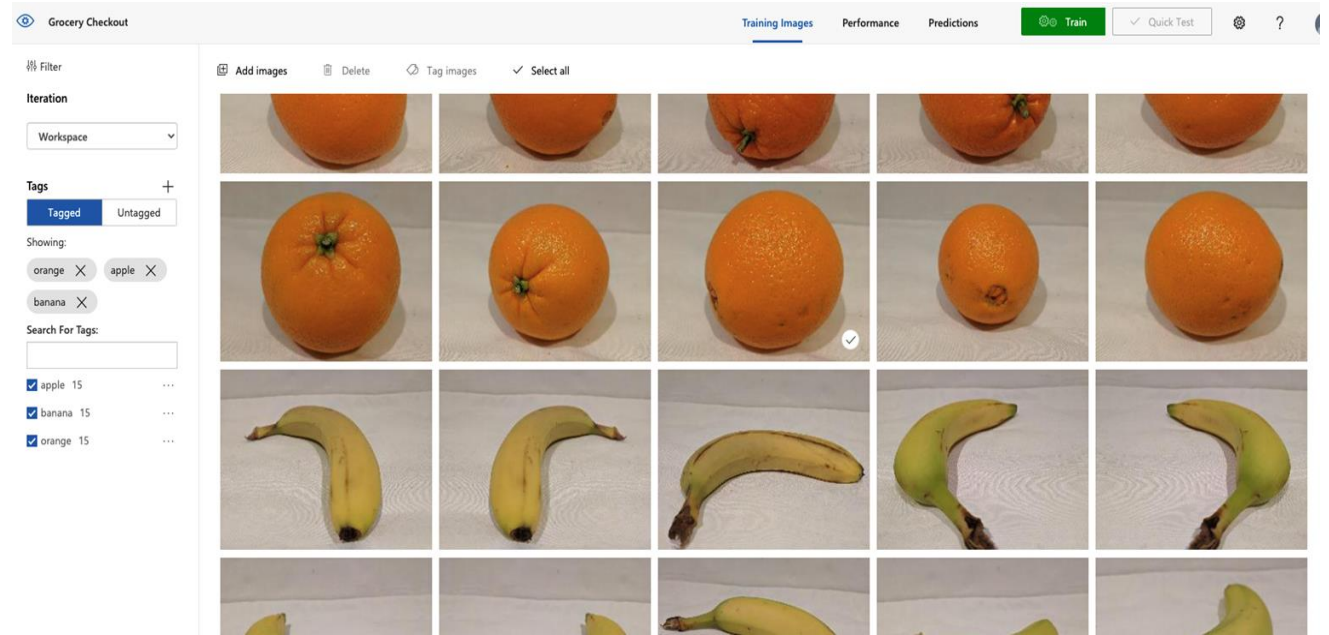 Grocery Checkout
Training Images Performance Predictions Train Quick Test ?
Filter
Add images Delete Tag images Select all
Iteration
Workspace
Tags
Tagged Untagged
Showing:
orange apple
banana
Search For Tags:
apple 15 ...
banana 15 ...
orange 15 ...